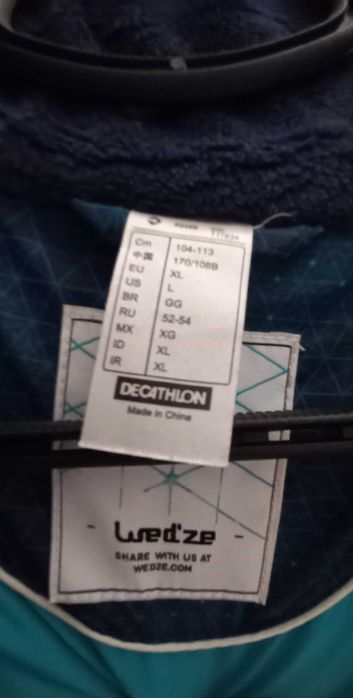 Cm 104-113
中国 170/108B
EU XL
US L
BR GG
RU 52-54
MX XG
ID XL
IR XL
DECATHLON
Made in China
- Wed'ze -
SHARE WITH US AT
WEDZE.COM